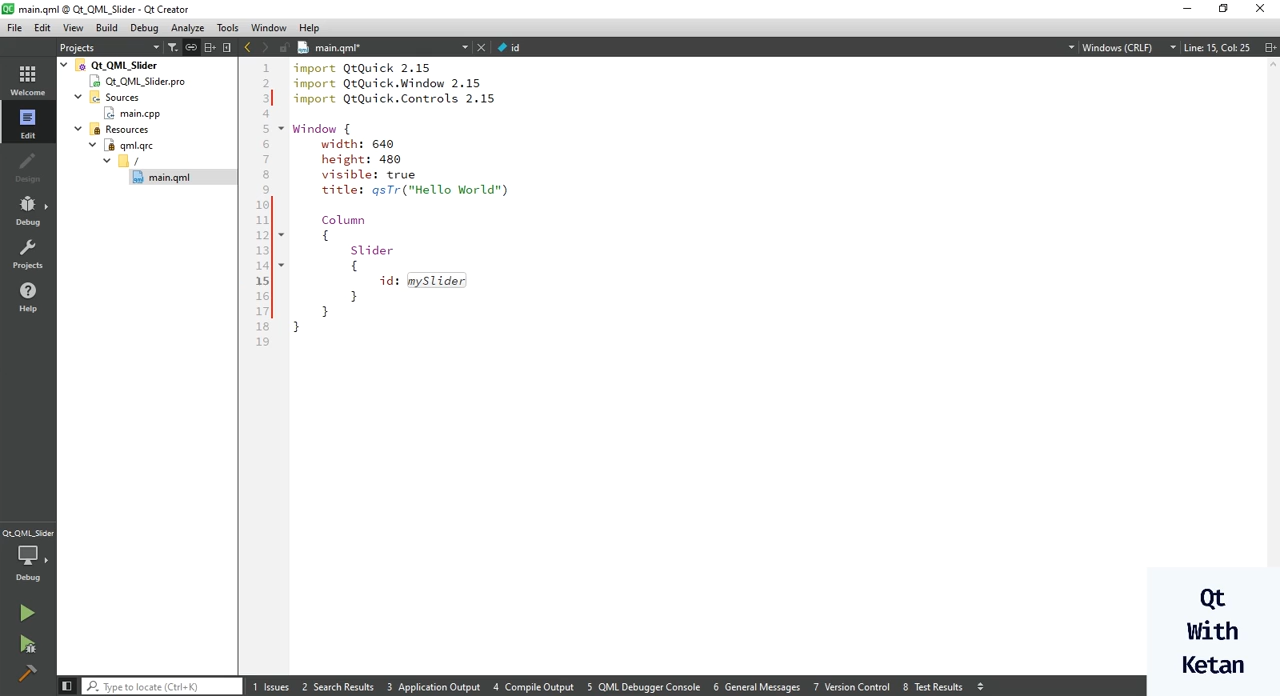 main.qml @ Qt_QML_Slider - Qt Creator
File Edit View Build Debug Analyze Tools Window Help
Projects main.qml* id Windows (CRLF) Line: 15, Col: 25
Welcome
Edit
Design
Debug
Projects
Help
Qt_QML_Slider
Debug
Qt_QML_Slider
Qt_QML_Slider.pro
Sources
main.cpp
Resources
qml.qrc
/
main.qml
1 import QtQuick 2.15
2 import QtQuick.Window 2.15
3 import QtQuick.Controls 2.15
4
5 Window {
6 width: 640
7 height: 480
8 visible: true
9 title: qsTr("Hello World")
10
11 Column
12 {
13 Slider
14 {
15 id: mySlider
16 }
17 }
18 }
19
Qt
With
Ketan
Type to locate (Ctrl+K) 1 Issues 2 Search Results 3 Application Output 4 Compile Output 5 QML Debugger Console 6 General Messages 7 Version Control 8 Test Results